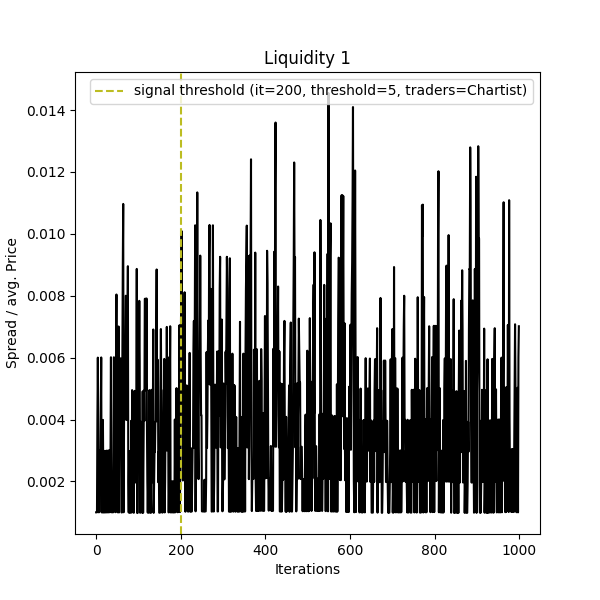 Liquidity 1
signal threshold (it=200, threshold=5, traders=Chartist)
Spread / avg. Price
0.014
0.012
0.010
0.008
0.006
0.004
0.002
0 200 400 600 800 1000
Iterations